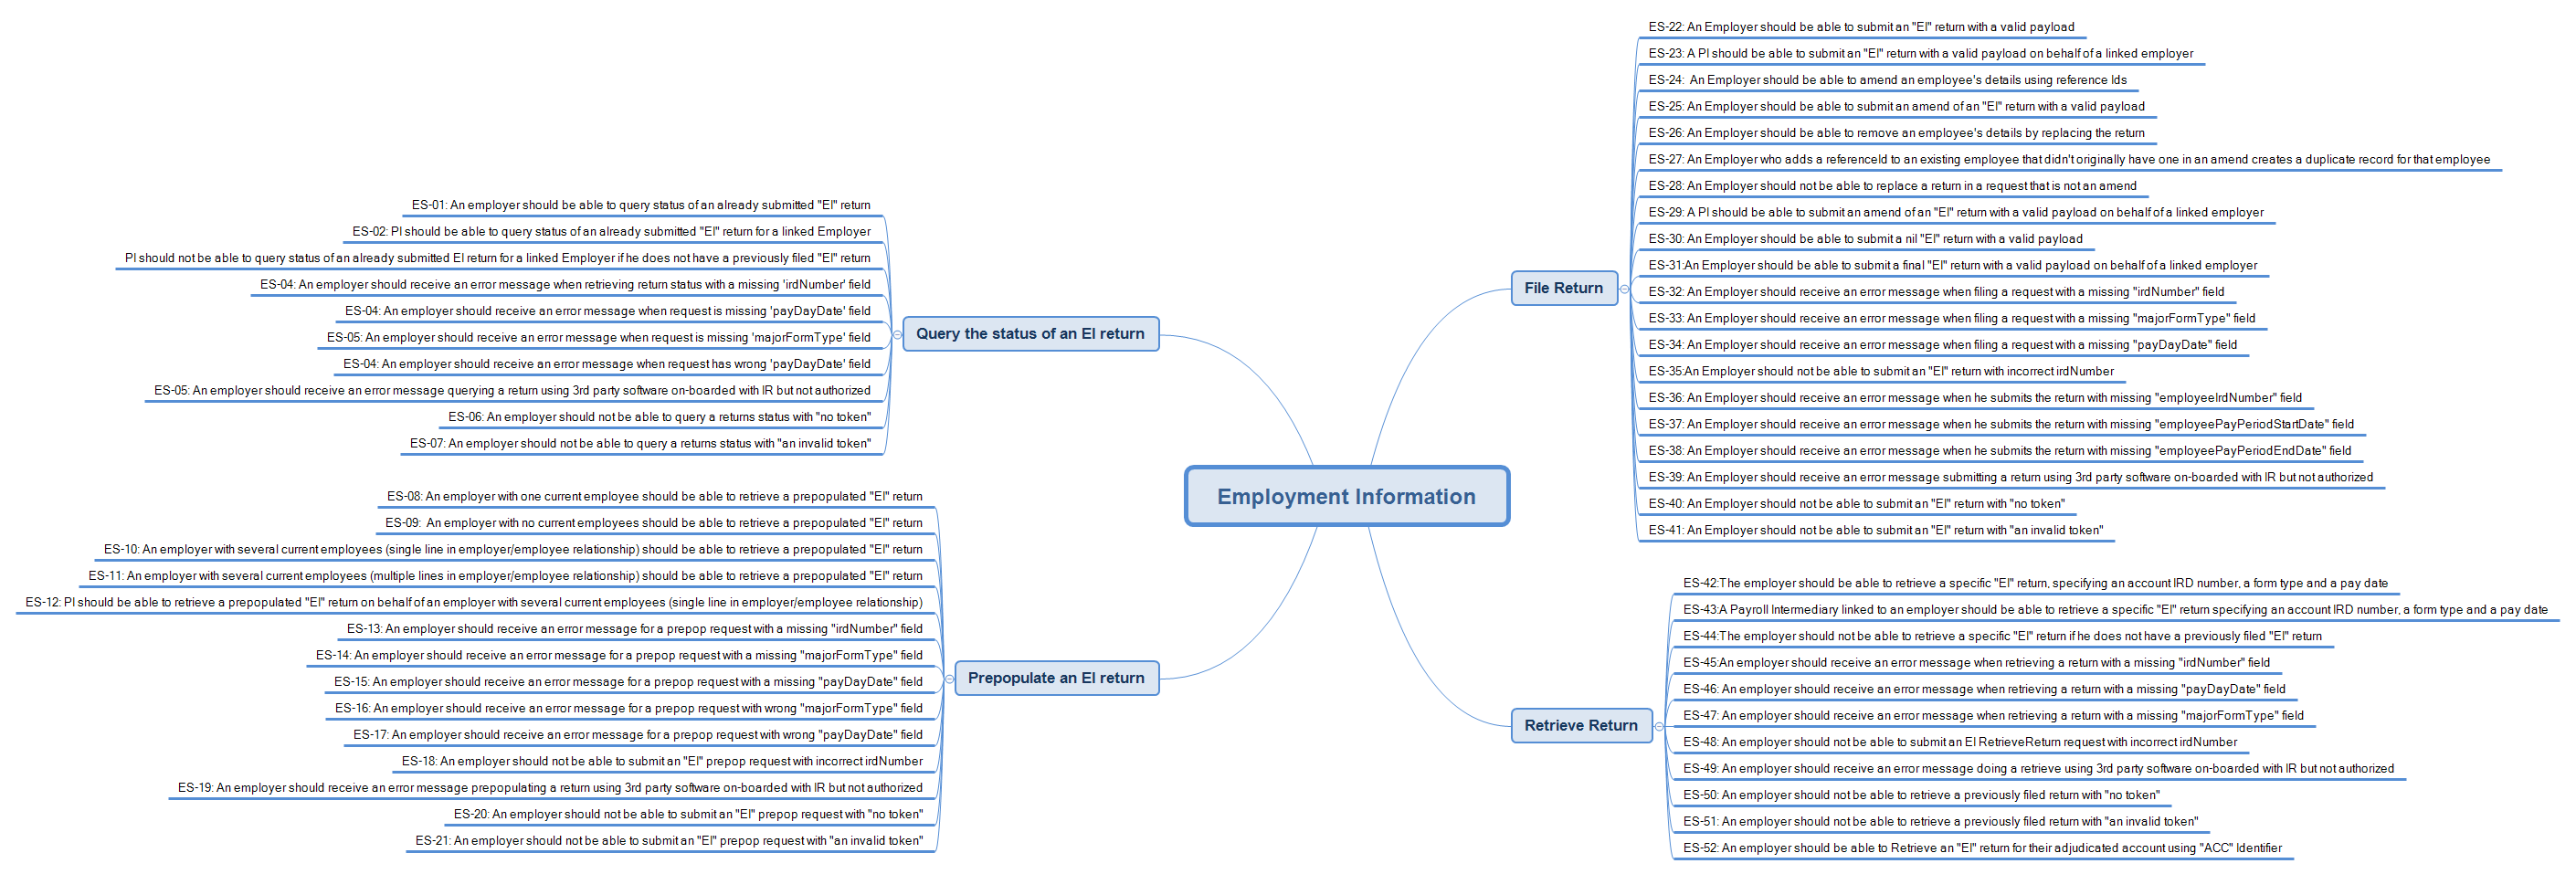 Employment Information
Query the status of an EI return
ES-01: An employer should be able to query status of an already submitted "EI" return
ES-02: PI should be able to query status of an already submitted "EI" return for a linked Employer
PI should not be able to query status of an already submitted EI return for a linked Employer if he does not have a previously filed "EI" return
ES-04: An employer should receive an error message when retrieving return status with a missing 'irdNumber' field
ES-04: An employer should receive an error message when request is missing 'payDayDate' field
ES-05: An employer should receive an error message when request is missing 'majorFormType' field
ES-04: An employer should receive an error message when request has wrong 'payDayDate' field
ES-05: An employer should receive an error message querying a return using 3rd party software on-boarded with IR but not authorized
ES-06: An employer should not be able to query a returns status with "no token"
ES-07: An employer should not be able to query a returns status with "an invalid token"
Prepopulate an EI return
ES-08: An employer with one current employee should be able to retrieve a prepopulated "EI" return
ES-09:  An employer with no current employees should be able to retrieve a prepopulated "EI" return
ES-10: An employer with several current employees (single line in employer/employee relationship) should be able to retrieve a prepopulated "EI" return
ES-11: An employer with several current employees (multiple lines in employer/employee relationship) should be able to retrieve a prepopulated "EI" return
ES-12: PI should be able to retrieve a prepopulated "EI" return on behalf of an employer with several current employees (single line in employer/employee relationship)
ES-13: An employer should receive an error message for a prepop request with a missing "irdNumber" field
ES-14: An employer should receive an error message for a prepop request with a missing "majorFormType" field
ES-15: An employer should receive an error message for a prepop request with a missing "payDayDate" field
ES-16: An employer should receive an error message for a prepop request with wrong "majorFormType" field
ES-17: An employer should receive an error message for a prepop request with wrong "payDayDate" field
ES-18: An employer should not be able to submit an "EI" prepop request with incorrect irdNumber
ES-19: An employer should receive an error message prepopulating a return using 3rd party software on-boarded with IR but not authorized
ES-20: An employer should not be able to submit an "EI" prepop request with "no token"
ES-21: An employer should not be able to submit an "EI" prepop request with "an invalid token"
File Return
ES-22: An Employer should be able to submit an "EI" return with a valid payload
ES-23: A PI should be able to submit an "EI" return with a valid payload on behalf of a linked employer
ES-24:  An Employer should be able to amend an employee's details using reference Ids
ES-25: An Employer should be able to submit an amend of an "EI" return with a valid payload
ES-26: An Employer should be able to remove an employee's details by replacing the return
ES-27: An Employer who adds a referenceId to an existing employee that didn't originally have one in an amend creates a duplicate record for that employee
ES-28: An Employer should not be able to replace a return in a request that is not an amend
ES-29: A PI should be able to submit an amend of an "EI" return with a valid payload on behalf of a linked employer
ES-30: An Employer should be able to submit a nil "EI" return with a valid payload
ES-31:An Employer should be able to submit a final "EI" return with a valid payload on behalf of a linked employer
ES-32: An Employer should receive an error message when filing a request with a missing "irdNumber" field
ES-33: An Employer should receive an error message when filing a request with a missing "majorFormType" field
ES-34: An Employer should receive an error message when filing a request with a missing "payDayDate" field
ES-35:An Employer should not be able to submit an "EI" return with incorrect irdNumber
ES-36: An Employer should receive an error message when he submits the return with missing "employeeIrdNumber" field
ES-37: An Employer should receive an error message when he submits the return with missing "employeePayPeriodStartDate" field
ES-38: An Employer should receive an error message when he submits the return with missing "employeePayPeriodEndDate" field
ES-39: An Employer should receive an error message submitting a return using 3rd party software on-boarded with IR but not authorized
ES-40: An Employer should not be able to submit an "EI" return with "no token"
ES-41: An Employer should not be able to submit an "EI" return with "an invalid token"
Retrieve Return
ES-42:The employer should be able to retrieve a specific "EI" return, specifying an account IRD number, a form type and a pay date
ES-43:A Payroll Intermediary linked to an employer should be able to retrieve a specific "EI" return specifying an account IRD number, a form type and a pay date
ES-44:The employer should not be able to retrieve a specific "EI" return if he does not have a previously filed "EI" return
ES-45:An employer should receive an error message when retrieving a return with a missing "irdNumber" field
ES-46: An employer should receive an error message when retrieving a return with a missing "payDayDate" field
ES-47: An employer should receive an error message when retrieving a return with a missing "majorFormType" field
ES-48: An employer should not be able to submit an EI RetrieveReturn request with incorrect irdNumber
ES-49: An employer should receive an error message doing a retrieve using 3rd party software on-boarded with IR but not authorized
ES-50: An employer should not be able to retrieve a previously filed return with "no token"
ES-51: An employer should not be able to retrieve a previously filed return with "an invalid token"
ES-52: An employer should be able to Retrieve an "EI" return for their adjudicated account using "ACC" Identifier